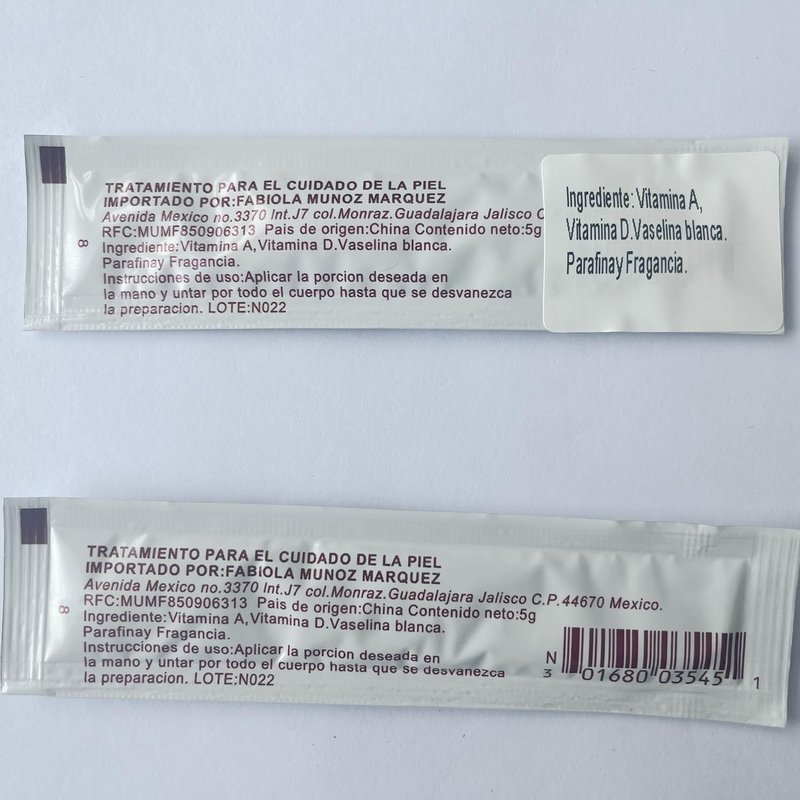 TRATAMIENTO PARA EL CUIDADO DE LA PIEL
IMPORTADO POR:FABIOLA MUNOZ MARQUEZ
Avenida Mexico no.3370 Int.J7 col.Monraz.Guadalajara Jalisco C
RFC:MUMF850906313 Pais de origen:China Contenido neto:5g
Ingrediente:Vitamina A,Vitamina D.Vaselina blanca.
Parafinay Fragancia.
Instrucciones de uso:Aplicar la porcion deseada en
la mano y untar por todo el cuerpo hasta que se desvanezca
la preparacion. LOTE:N022
8
Ingrediente: Vitamina A,
Vitamina D.Vaselina blanca.
Parafinay Fragancia.
TRATAMIENTO PARA EL CUIDADO DE LA PIEL
IMPORTADO POR:FABIOLA MUNOZ MARQUEZ
Avenida Mexico no.3370 Int.J7 col.Monraz.Guadalajara Jalisco C.P.44670 Mexico.
RFC:MUMF850906313 Pais de origen:China Contenido neto:5g
Ingrediente:Vitamina A,Vitamina D.Vaselina blanca.
Parafinay Fragancia.
Instrucciones de uso:Aplicar la porcion deseada en
la mano y untar por todo el cuerpo hasta que se desvanezca
la preparacion. LOTE:N022
8
N
3 01680 03545 1